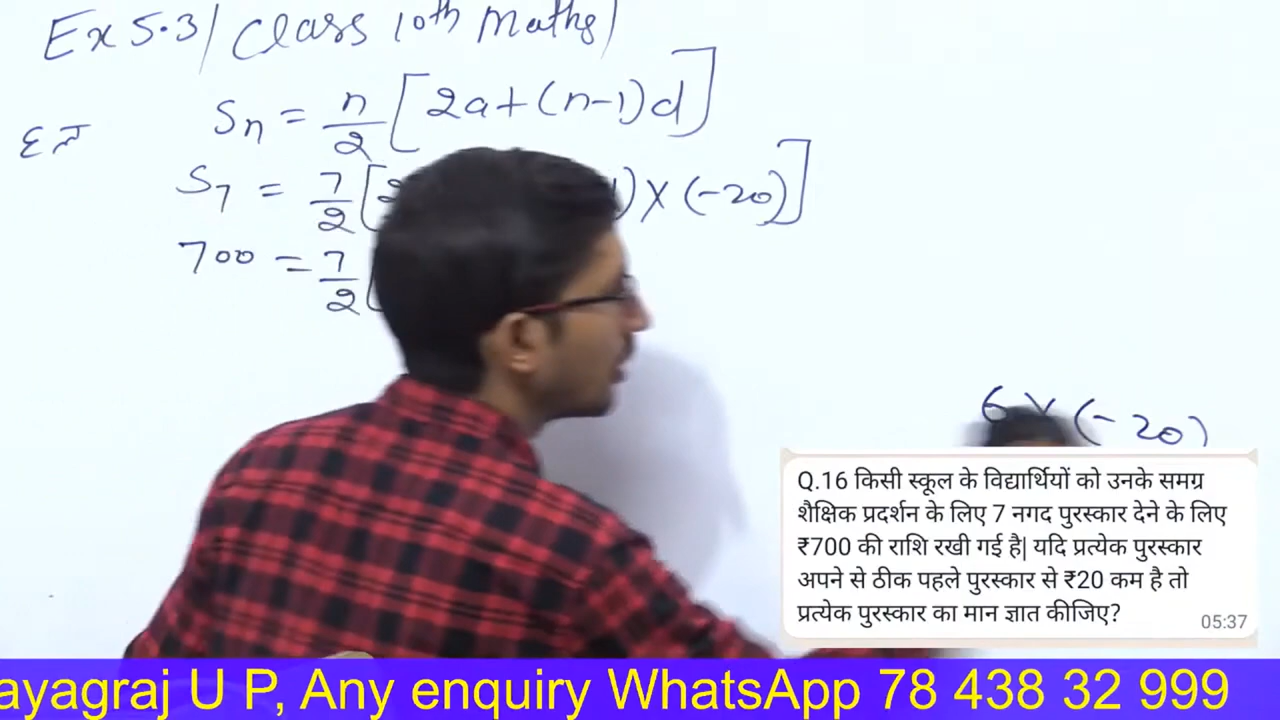 Ex 5.3/ Class 10th Maths/
Sn = n/2 [2a+(n-1)d]
S7 = 7/2 [2 ) X (-20)]
700 = 7/2 [
6 X (-20)
Q.16 किसी स्कूल के विद्यार्थियों को उनके समग्र
शैक्षिक प्रदर्शन के लिए 7 नगद पुरस्कार देने के लिए
₹700 की राशि रखी गई है| यदि प्रत्येक पुरस्कार
अपने से ठीक पहले पुरस्कार से ₹20 कम है तो
प्रत्येक पुरस्कार का मान ज्ञात कीजिए?
05:37
ayagraj U P, Any enquiry WhatsApp 78 438 32 999